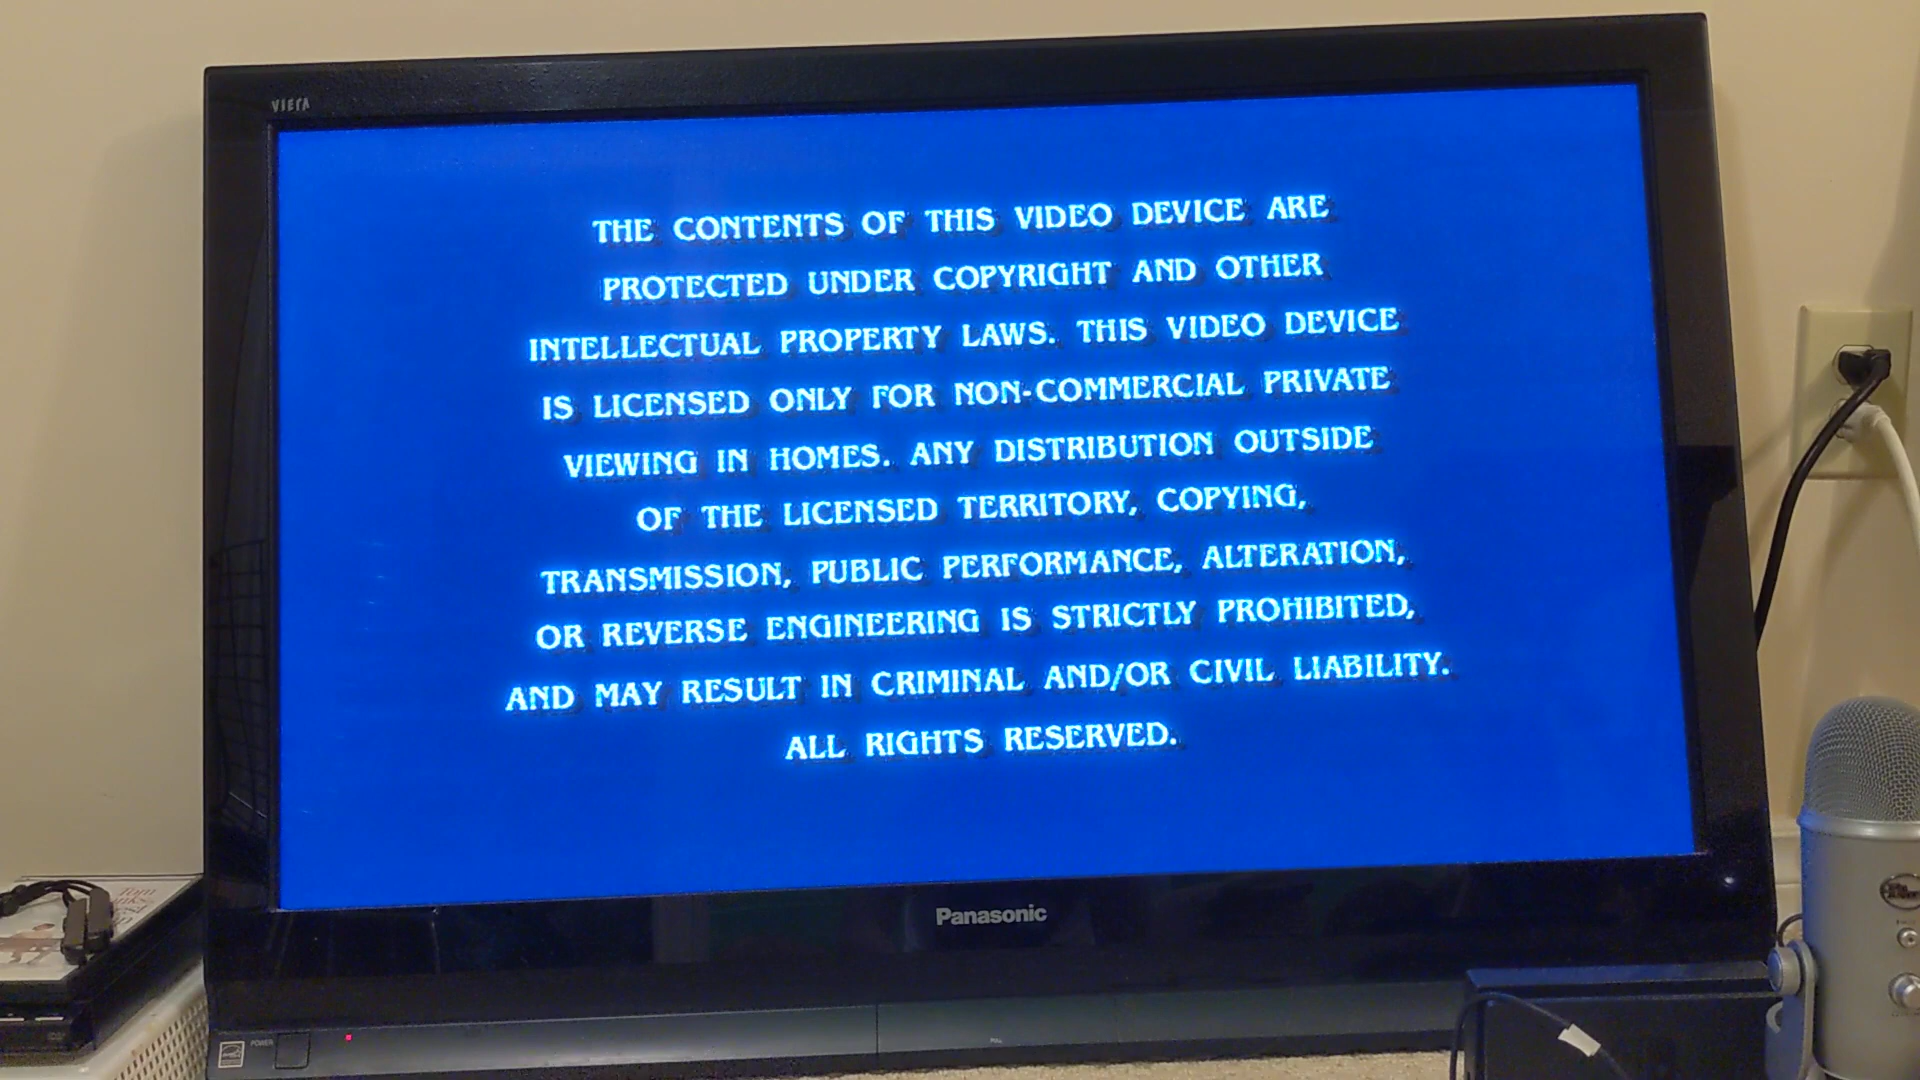 VIERA
THE CONTENTS OF THIS VIDEO DEVICE ARE
PROTECTED UNDER COPYRIGHT AND OTHER
INTELLECTUAL PROPERTY LAWS. THIS VIDEO DEVICE
IS LICENSED ONLY FOR NON-COMMERCIAL PRIVATE
VIEWING IN HOMES. ANY DISTRIBUTION OUTSIDE
OF THE LICENSED TERRITORY, COPYING,
TRANSMISSION, PUBLIC PERFORMANCE, ALTERATION,
OR REVERSE ENGINEERING IS STRICTLY PROHIBITED,
AND MAY RESULT IN CRIMINAL AND/OR CIVIL LIABILITY.
ALL RIGHTS RESERVED.
Panasonic
POWER
PULL